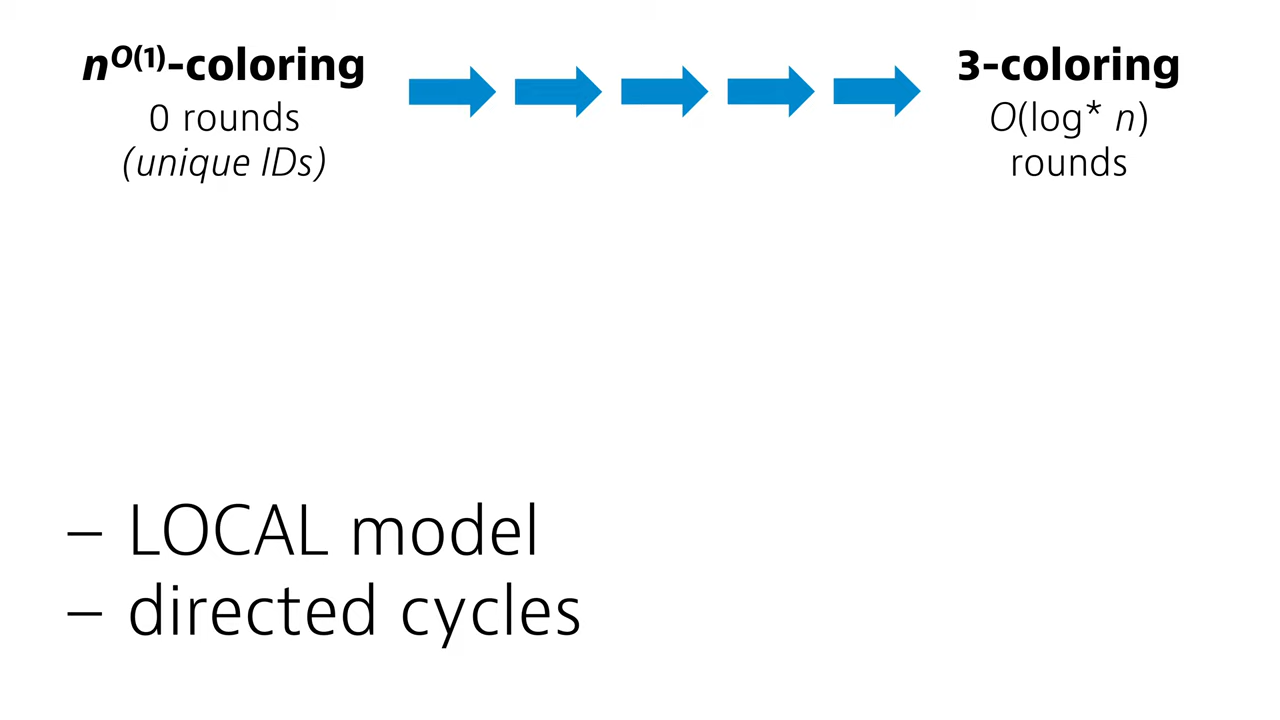 n^O(1)-coloring
0 rounds
(unique IDs)
3-coloring
O(log* n)
rounds
– LOCAL model
– directed cycles